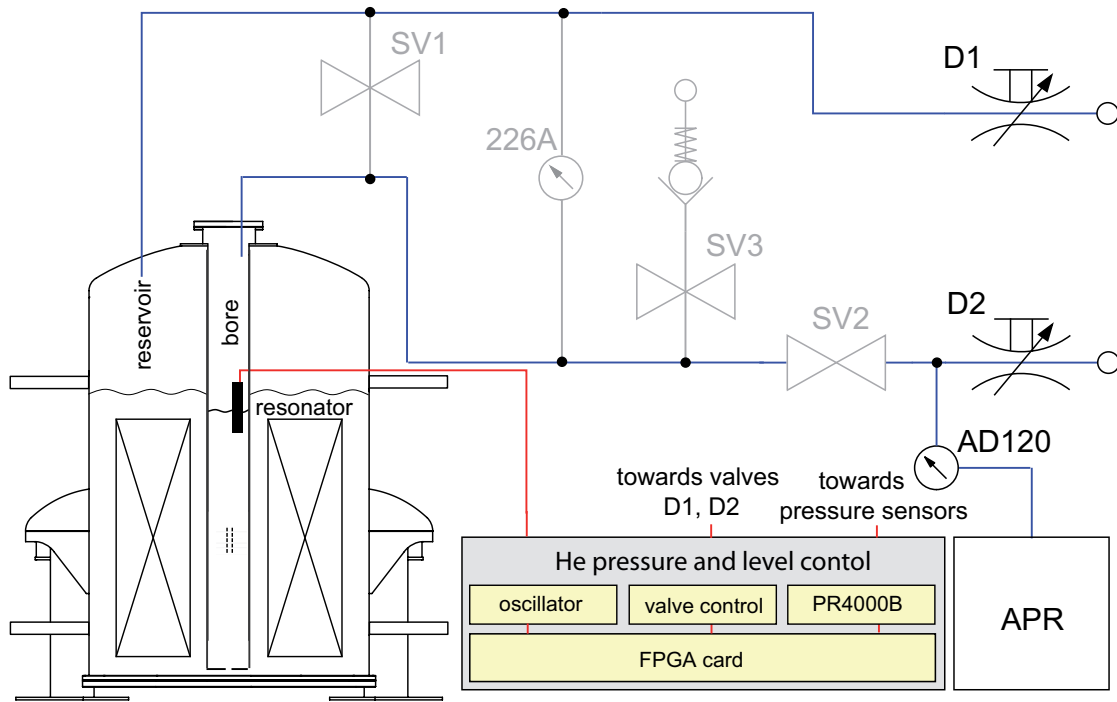 SV1
D1
226A
SV3
D2
SV2
reservoir
bore
resonator
AD120
towards valves
D1, D2
towards
pressure sensors
He pressure and level contol
oscillator
valve control
PR4000B
FPGA card
APR